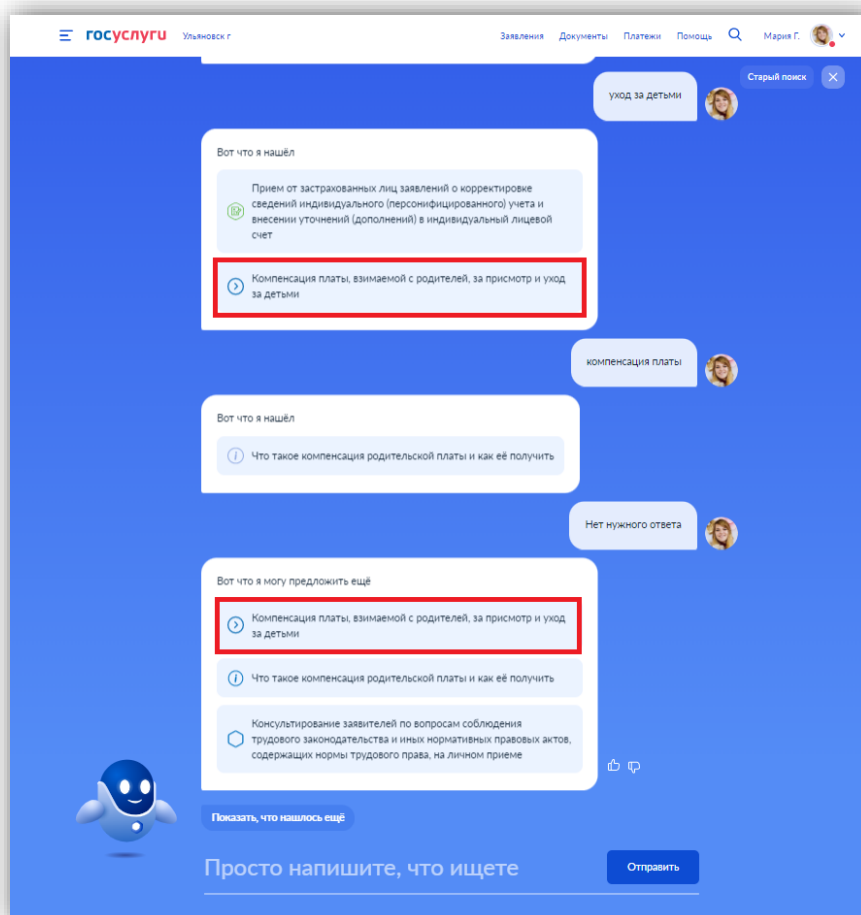 госуслуги Ульяновск г Заявления Документы Платежи Помощь Мария Г.
Старый поиск
уход за детьми
Вот что я нашёл
Прием от застрахованных лиц заявлений о корректировке
сведений индивидуального (персонифицированного) учета и
внесении уточнений (дополнений) в индивидуальный лицевой
счет
Компенсация платы, взимаемой с родителей, за присмотр и уход
за детьми
компенсация платы
Вот что я нашёл
Что такое компенсация родительской платы и как её получить
Нет нужного ответа
Вот что я могу предложить ещё
Компенсация платы, взимаемой с родителей, за присмотр и уход
за детьми
Что такое компенсация родительской платы и как её получить
Консультирование заявителей по вопросам соблюдения
трудового законодательства и иных нормативных правовых актов,
содержащих нормы трудового права, на личном приеме
Показать, что нашлось ещё
Просто напишите, что ищете
Отправить